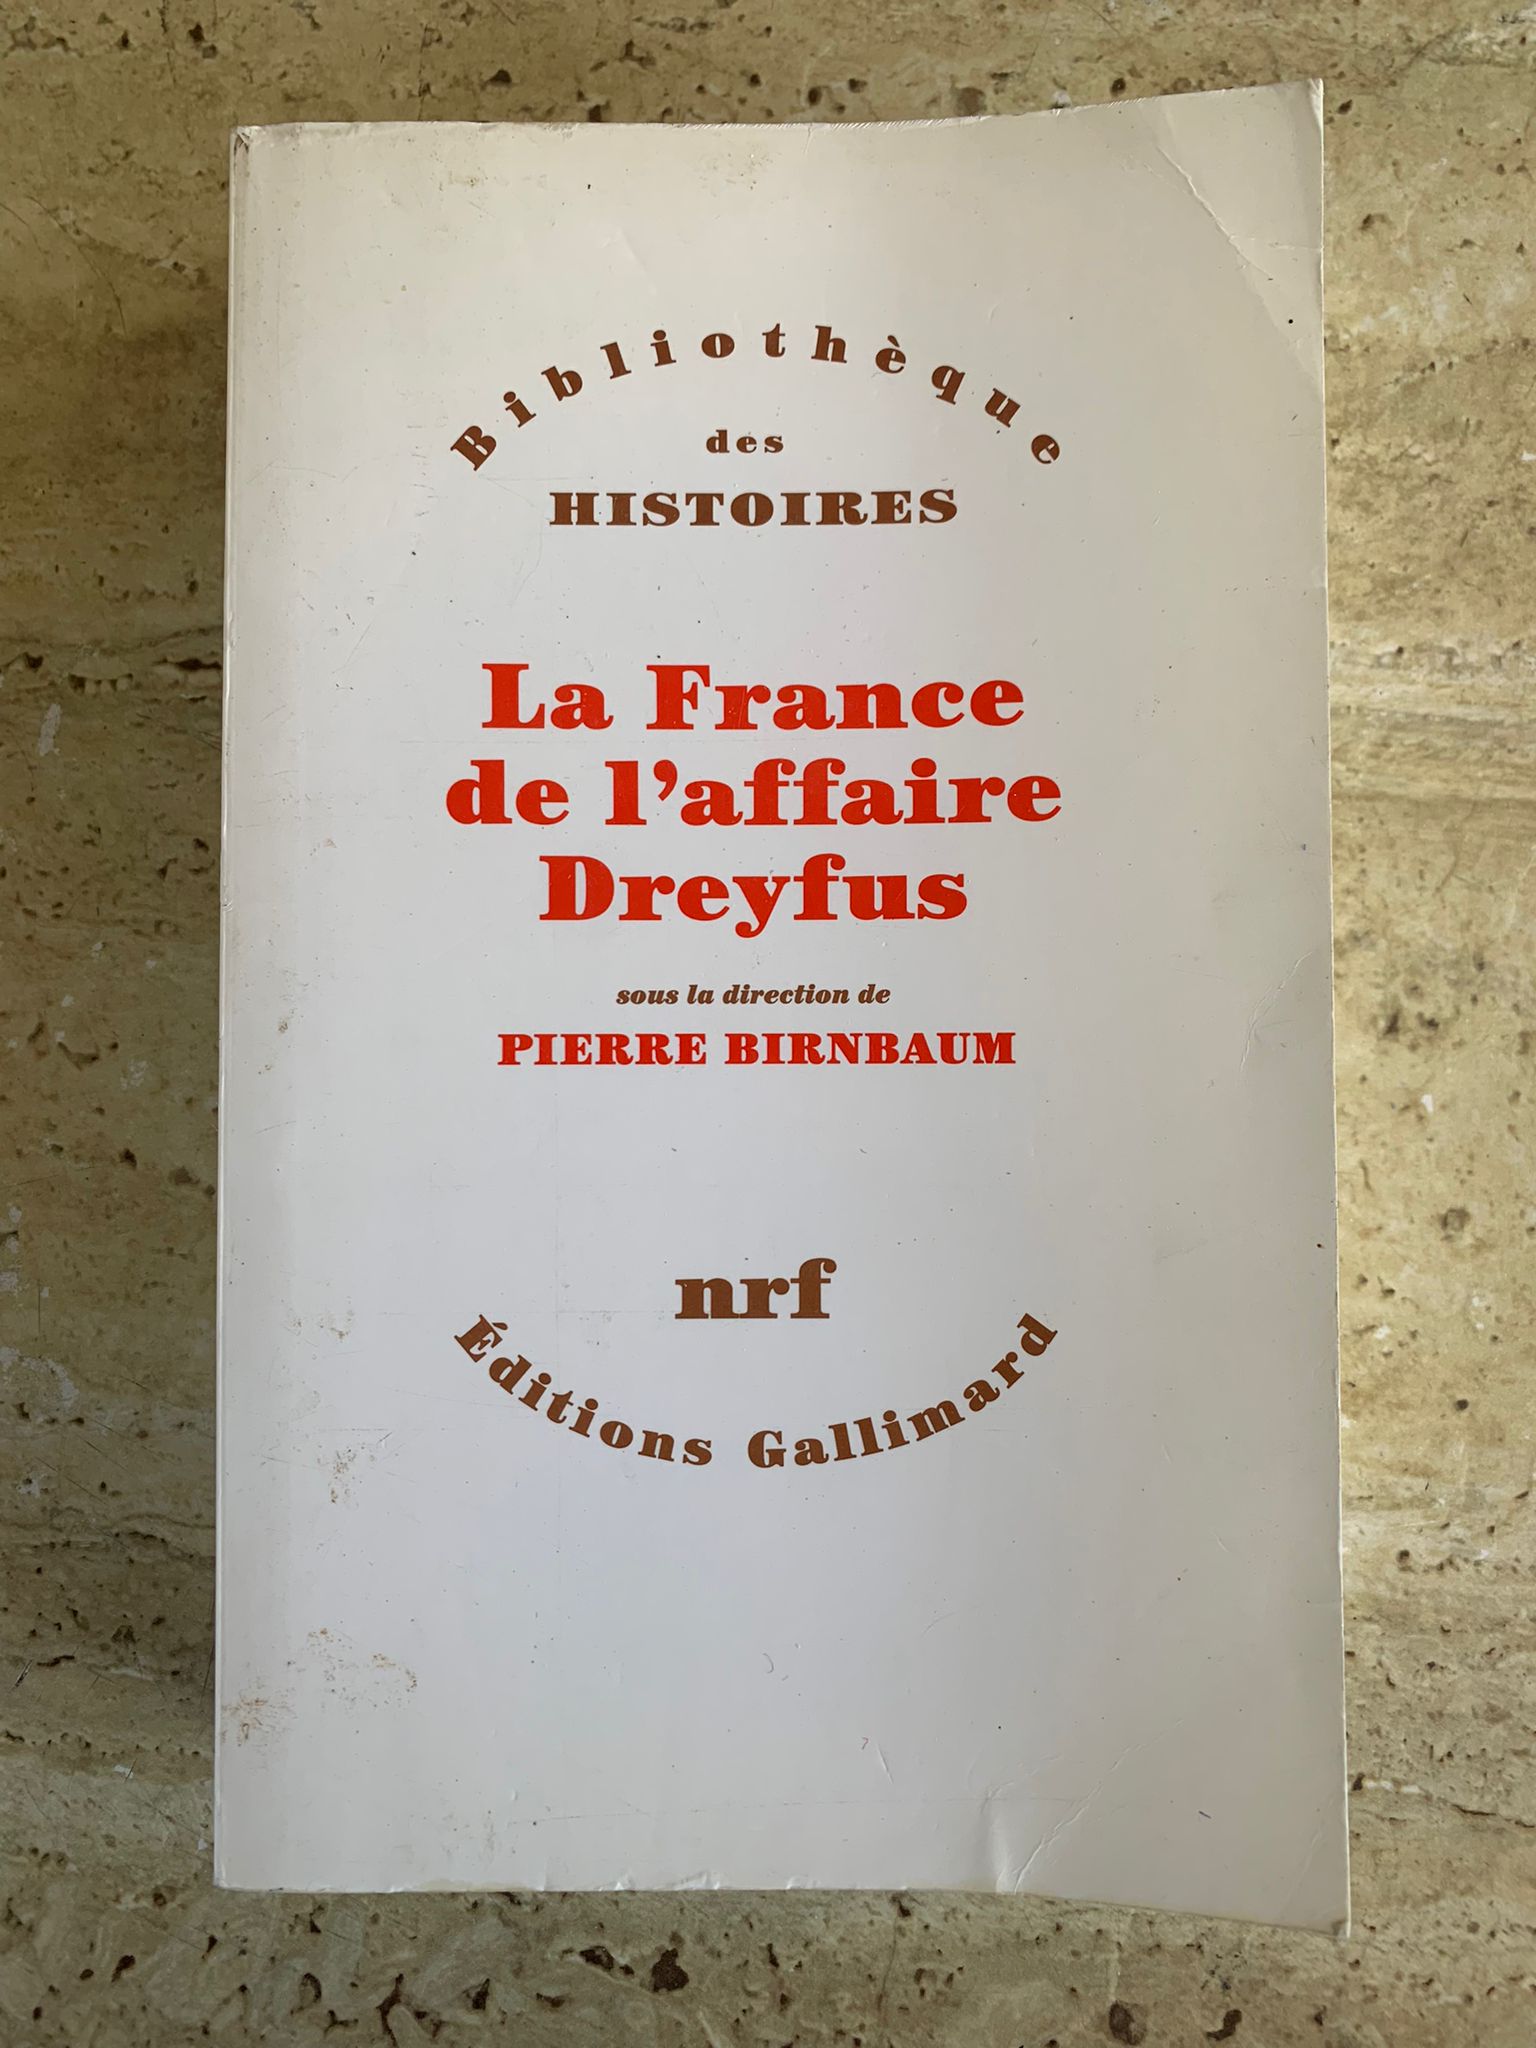 Bibliothèque
des
HISTOIRES
La France
de l'affaire
Dreyfus
sous la direction de
PIERRE BIRNBAUM
nrf
Éditions Gallimard